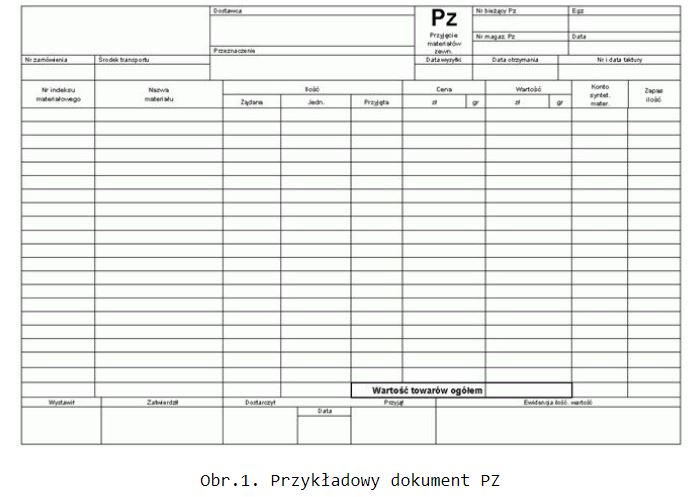 Dostawca
Pz
Nr bieżący Pz
Egz
Przyjęcie
materiałów
zewn.
Nr magaz. Pz
Data
Przeznaczenie
Nr zamówienia
Środek transportu
Data wysyłki
Data otrzymania
Nr i data faktury
Nr indeksu
materiałowego
Nazwa
materiału
Ilość
Cena
Wartość
Konto
syntet.
mater.
Zapas
ilość
Żądana
Jedn.
Przyjęta
zł
gr
zł
gr
Wartość towarów ogółem
Wystawił
Zatwierdził
Dostarczył
Data
Przyjął
Ewidencja ilość. wartość
Obr.1. Przykładowy dokument PZ